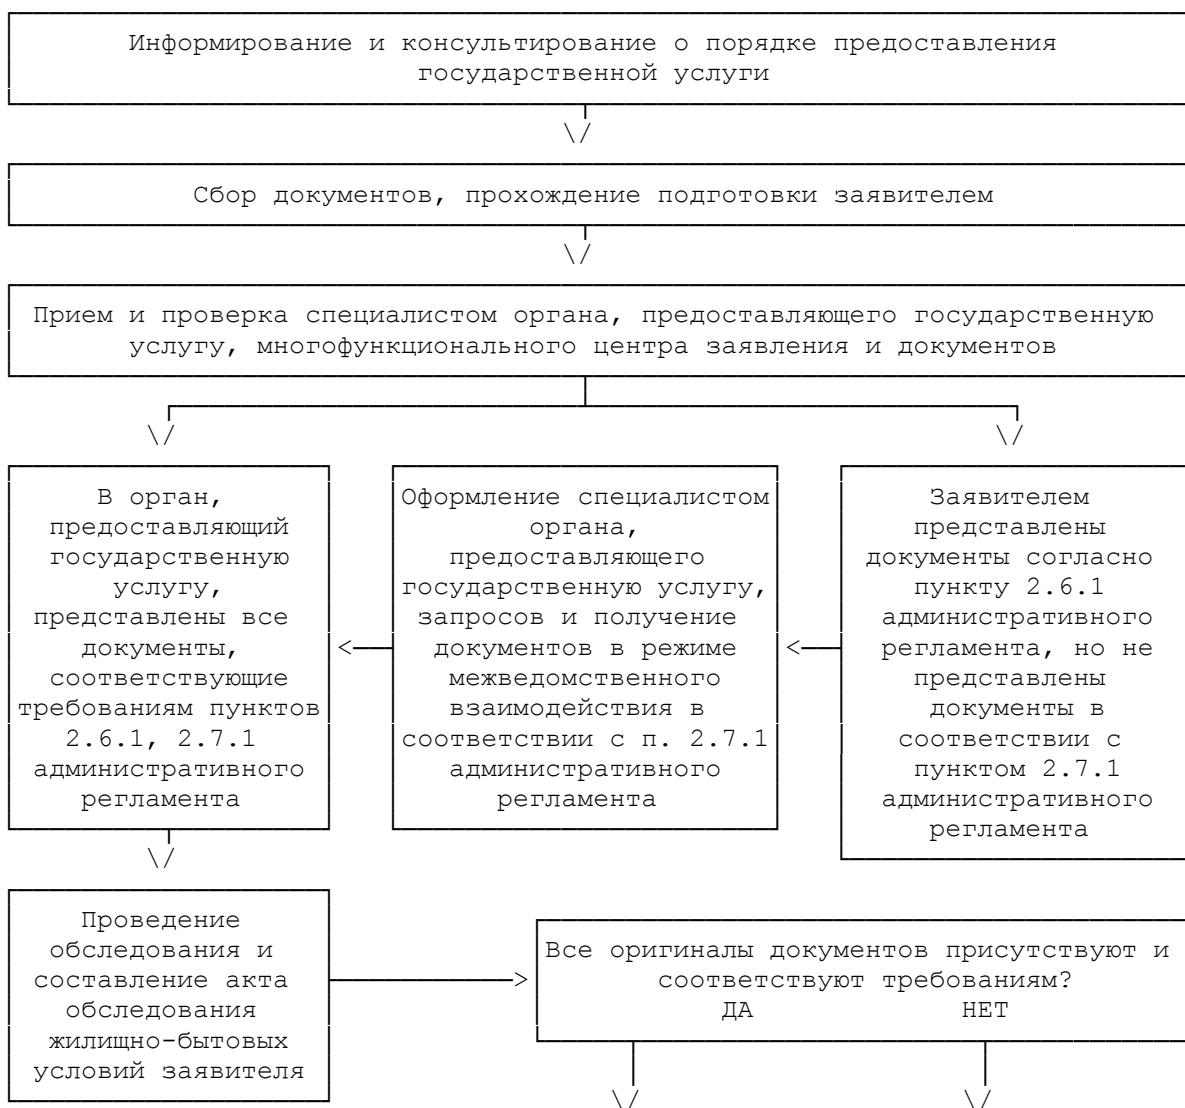 Информирование и консультирование о порядке предоставления
государственной услуги
Сбор документов, прохождение подготовки заявителем
Прием и проверка специалистом органа, предоставляющего государственную
услугу, многофункционального центра заявления и документов
В орган,
предоставляющий
государственную
услугу,
представлены все
документы,
соответствующие
требованиям пунктов
2.6.1, 2.7.1
административного
регламента
Оформление специалистом
органа,
предоставляющего
государственную услугу,
запросов и получение
документов в режиме
межведомственного
взаимодействия в
соответствии с п. 2.7.1
административного
регламента
Заявителем
представлены
документы согласно
пункту 2.6.1
административного
регламента, но не
представлены
документы в
соответствии с
пунктом 2.7.1
административного
регламента
Проведение
обследования и
составление акта
обследования
жилищно-бытовых
условий заявителя
Все оригиналы документов присутствуют и
соответствуют требованиям?
ДА НЕТ